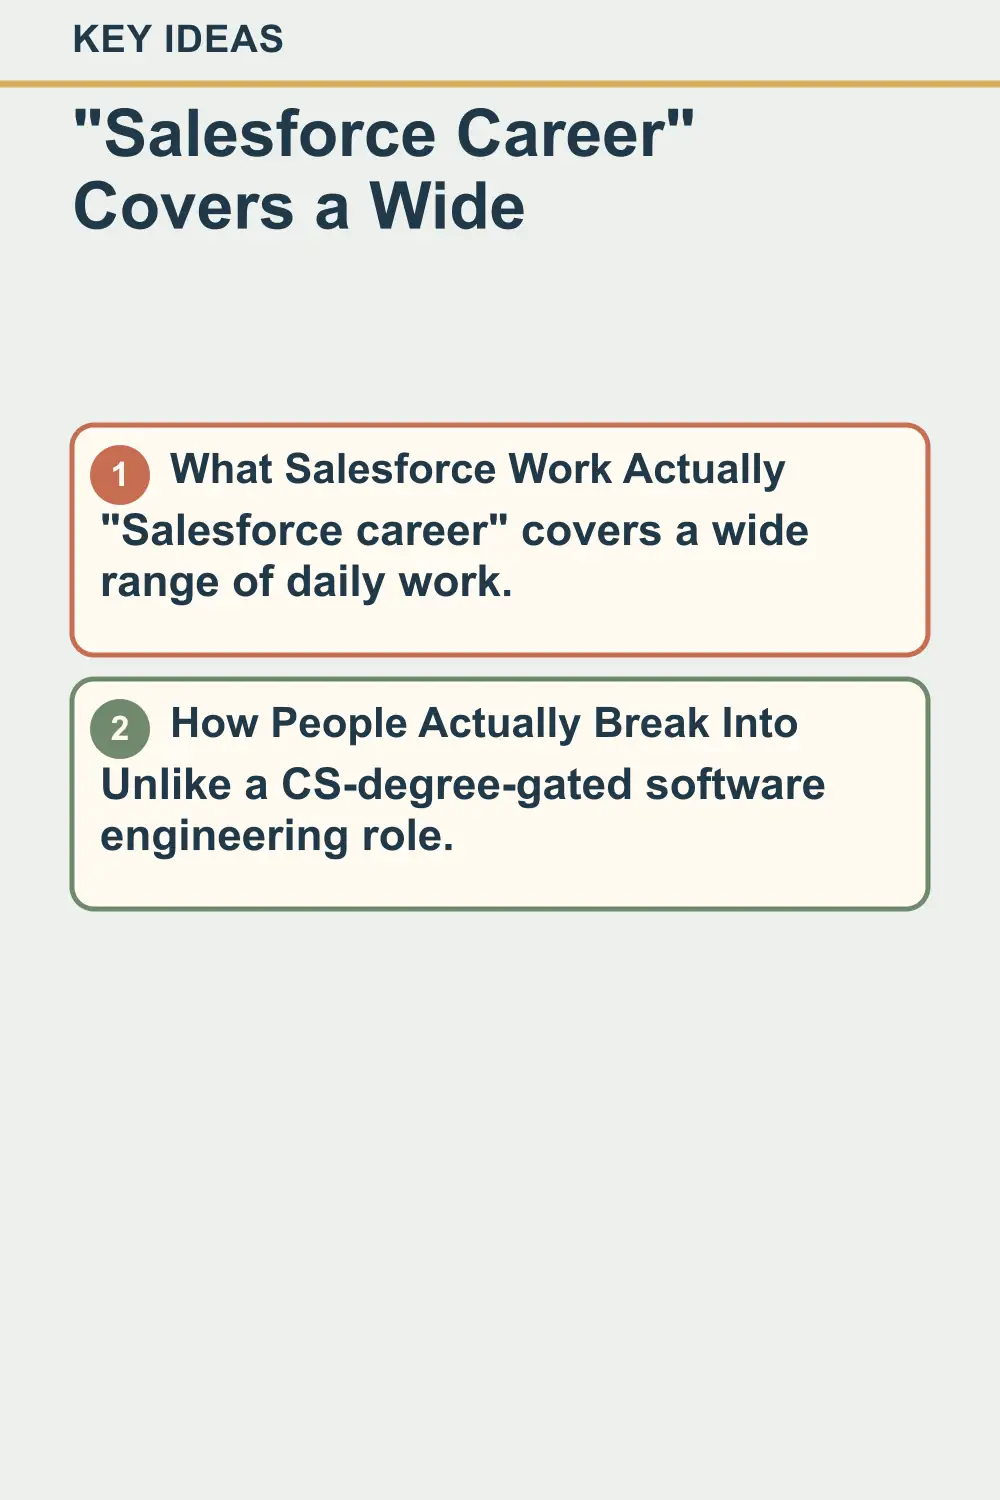 KEY IDEAS
"Salesforce Career"
Covers a Wide
1 What Salesforce Work Actually
"Salesforce career" covers a wide
range of daily work.
2 How People Actually Break Into
Unlike a CS-degree-gated software
engineering role.